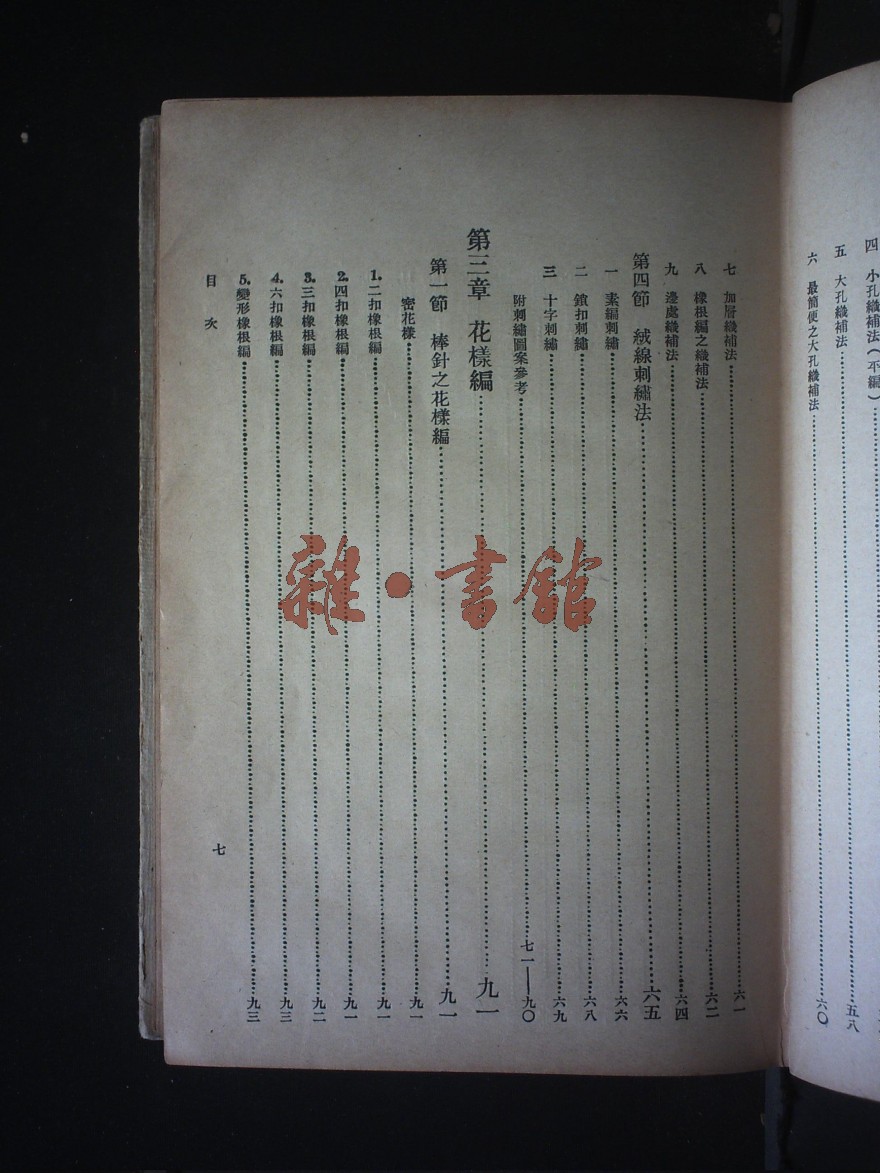 四　小孔織補法（不編）
五　大孔織補法……五八
六　最簡便之大孔織補法……六〇
七　加層織補法……六一
八　橡根編之織補法……六二
九　邊處織補法……六四
第四節　絨線刺繡法……六五
一　素編刺繡……六六
二　鎖扣刺繡……六八
三　十字刺繡……六九
附刺繡圖案參考……七一——九〇
第三章　花樣編……九一
第一節　棒針之花樣編……九一
密花樣……九一
1.二扣橡根編……九一
2.四扣橡根編……九一
3.三扣橡根編……九二
4.六扣橡根編……九三
5.變形橡根編……九三
目次
七
雜·書館